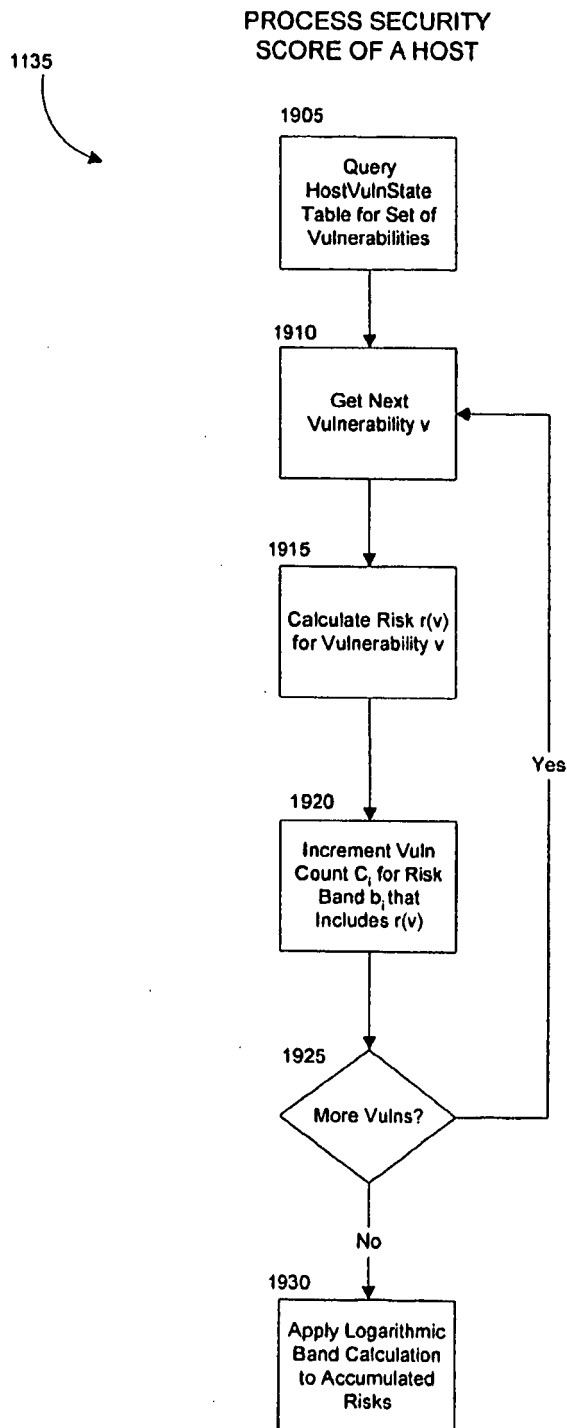 PROCESS SECURITY
SCORE OF A HOST
1135
1905
Query
HostVulnState
Table for Set of
Vulnerabilities
1910
Get Next
Vulnerability v
1915
Calculate Risk r(v)
for Vulnerability v
Yes
1920
Increment Vuln
Count Cᵢ for Risk
Band bᵢ that
Includes r(v)
1925
More Vulns?
No
1930
Apply Logarithmic
Band Calculation
to Accumulated
Risks